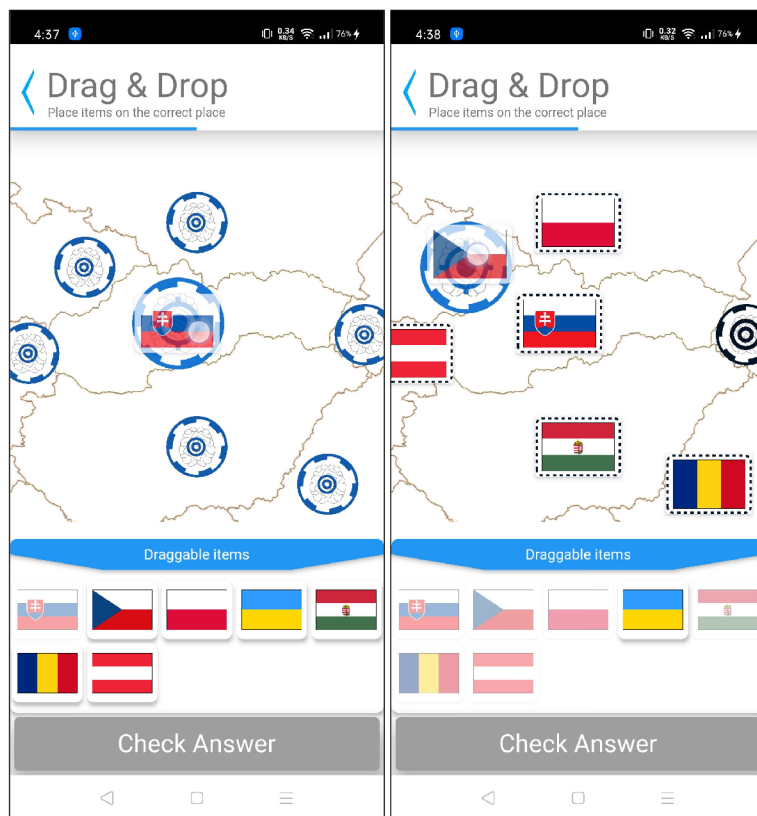 4:37
0.34
KB/S
76%
Drag & Drop
Place items on the correct place
Draggable items
Check Answer
4:38
0.32
KB/S
76%
Drag & Drop
Place items on the correct place
Draggable items
Check Answer